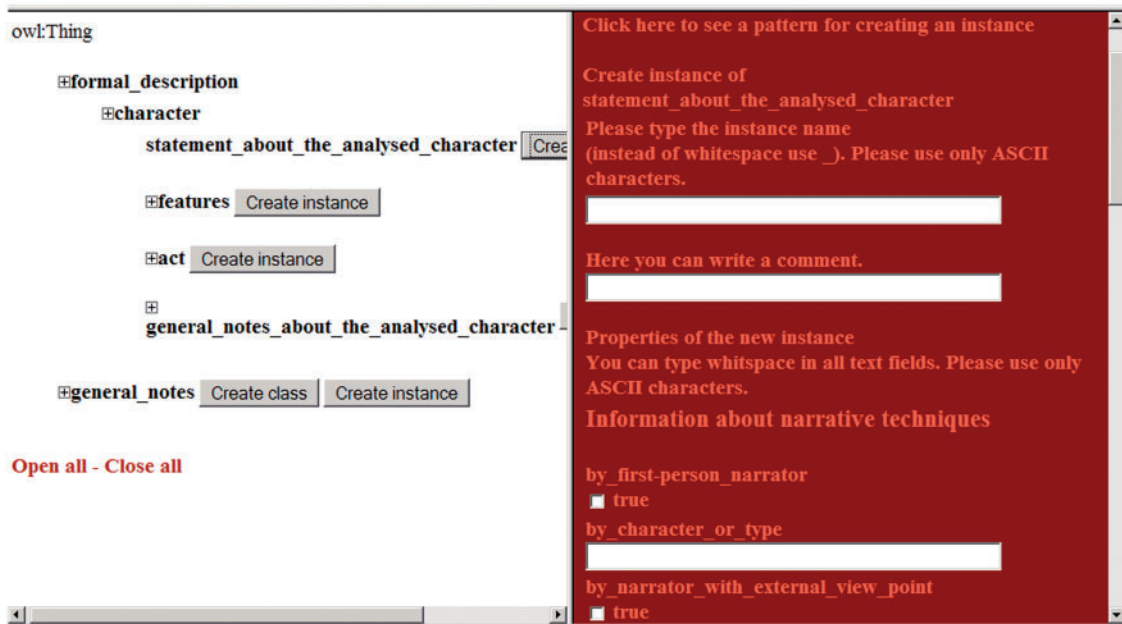 owl:Thing
formal_description
character
statement_about_the_analysed_character Crea
features Create instance
act Create instance
general_notes_about_the_analysed_character
general_notes Create class Create instance
Open all - Close all
Click here to see a pattern for creating an instance
Create instance of
statement_about_the_analysed_character
Please type the instance name
(instead of whitespace use _). Please use only ASCII
characters.
Here you can write a comment.
Properties of the new instance
You can type whitspace in all text fields. Please use only
ASCII characters.
Information about narrative techniques
by_first-person_narrator
true
by_character_or_type
by_narrator_with_external_view_point
true